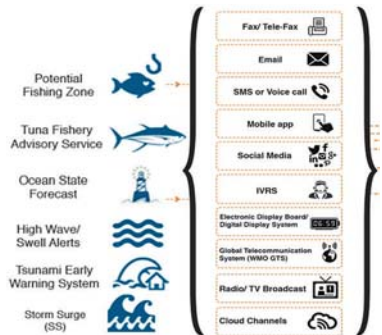 Potential
Fishing Zone
Tuna Fishery
Advisory Service
Ocean State
Forecast
High Wave/
Swell Alerts
Tsunami Early
Warning System
Storm Surge
(SS)
Fax/ Tele-Fax
Email
SMS or Voice call
Mobile app
Social Media
IVRS
Electronic Display Board/
Digital Display System
06:59
Global Telecommunication
System (WMO GTS)
Radio/ TV Broadcast
Cloud Channels